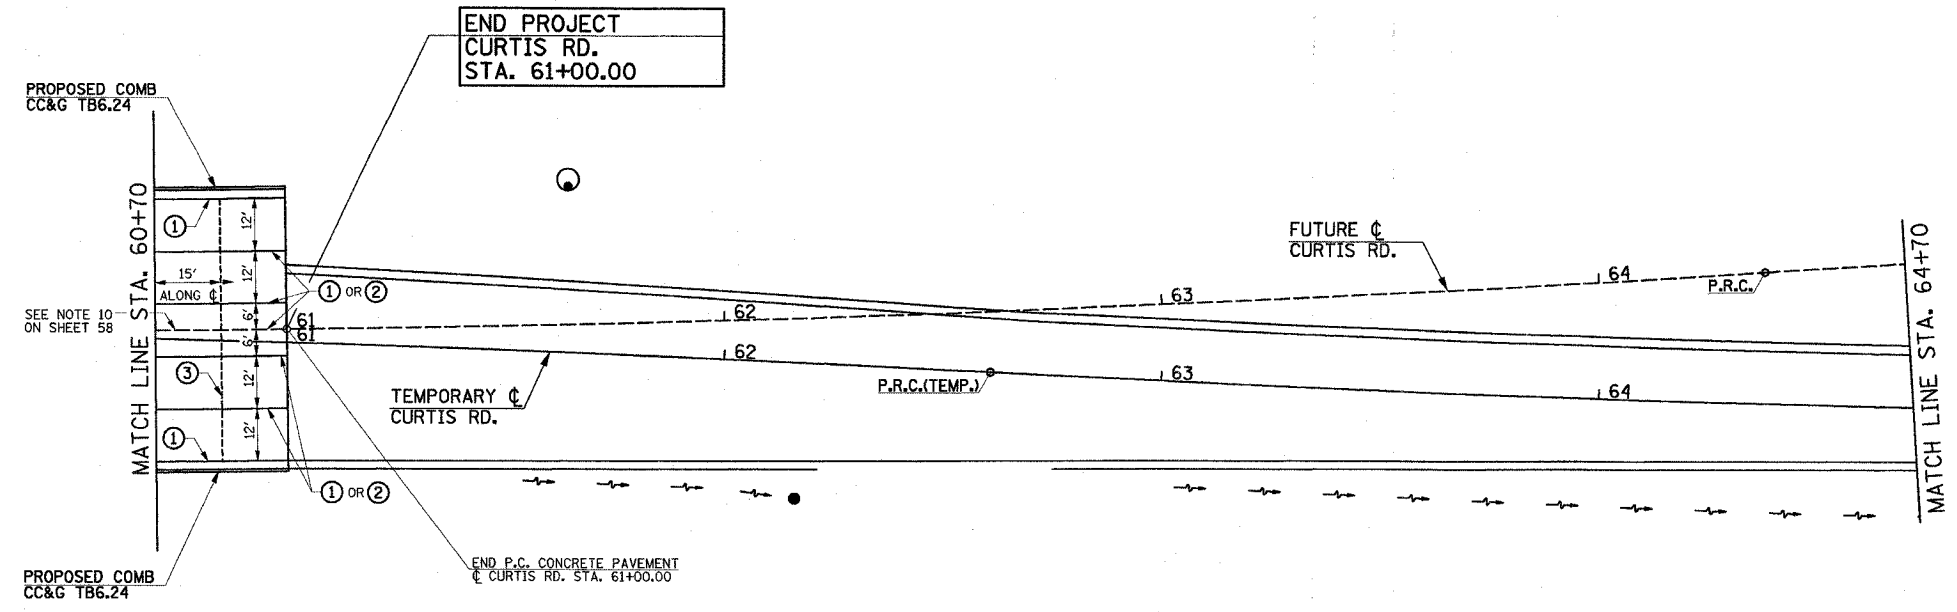 END PROJECT
CURTIS RD.
STA. 61+00.00
PROPOSED COMB
CC&G TB6.24
MATCH LINE STA. 60+70
1
12'
12'
15'
ALONG ℄
6'
6'
1 OR 2
SEE NOTE 10
ON SHEET 58
61
61
3
12'
12'
1
1 OR 2
62
62
63
63
64
64
FUTURE ℄
CURTIS RD.
P.R.C.
TEMPORARY ℄
CURTIS RD.
P.R.C.(TEMP.)
END P.C. CONCRETE PAVEMENT
℄ CURTIS RD. STA. 61+00.00
PROPOSED COMB
CC&G TB6.24
MATCH LINE STA. 64+70